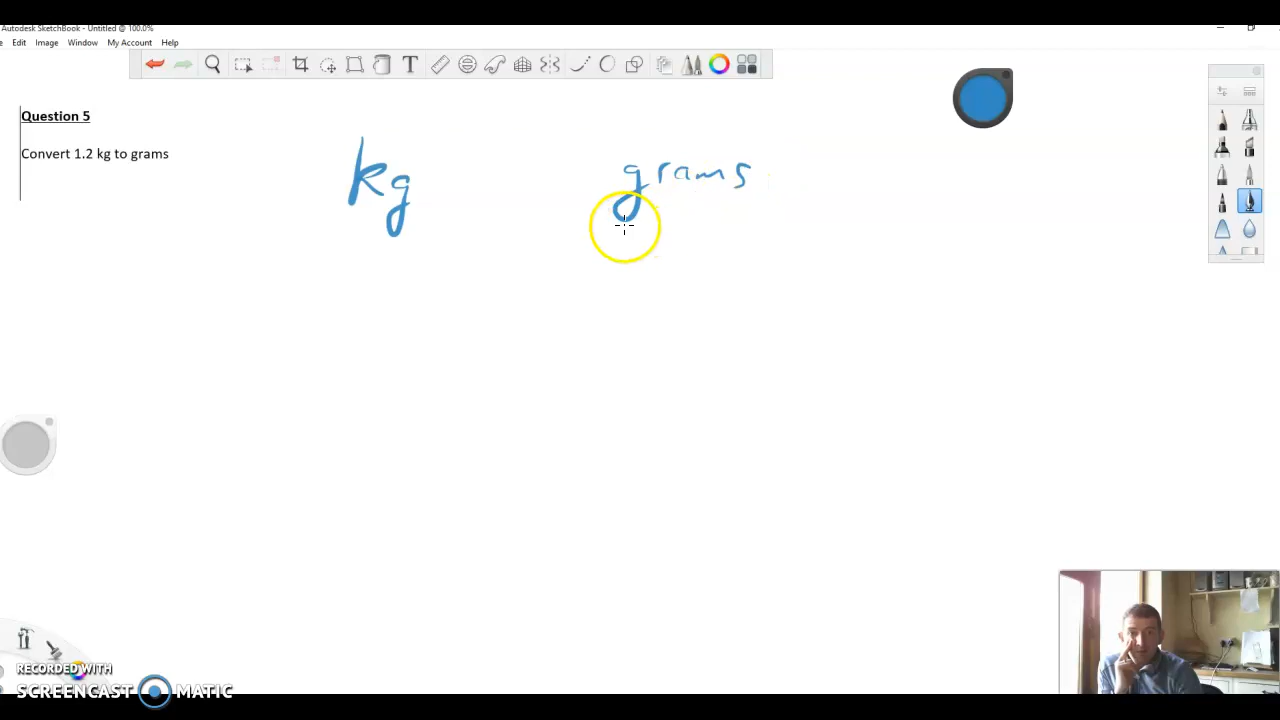 Autodesk SketchBook - Untitled @ 100.0%
Edit Image Window My Account Help
T
Question 5
Convert 1.2 kg to grams
kg grams
RECORDED WITH
SCREENCAST MATIC